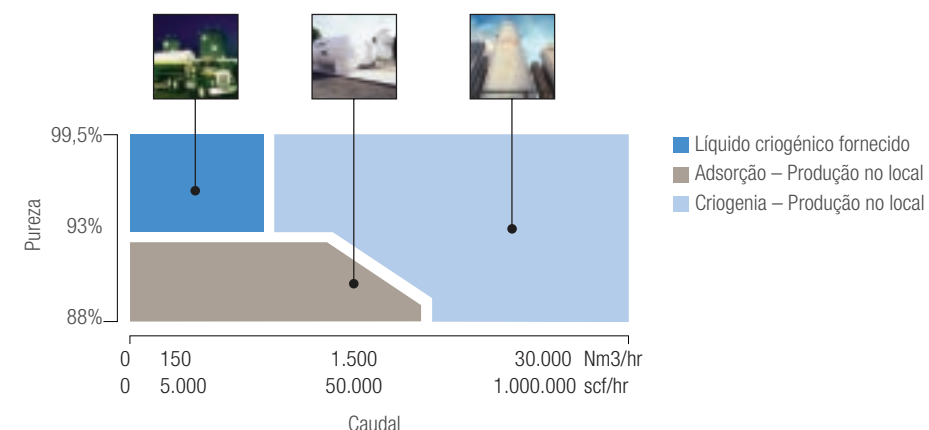 99,5%
93%
88%
Pureza
Líquido criogénico fornecido
Adsorção – Produção no local
Criogenia – Produção no local
0 150 1.500 30.000 Nm3/hr
0 5.000 50.000 1.000.000 scf/hr
Caudal